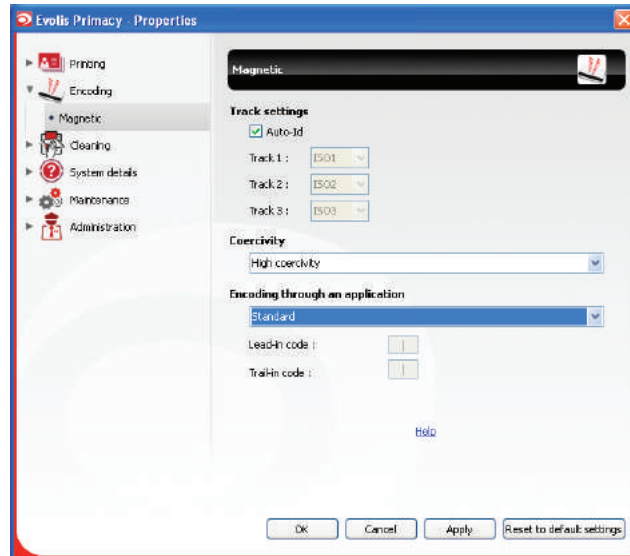 Evolis Primacy - Properties
Printing
Encoding
Magnetic
Cleaning
System details
Maintenance
Administration
Magnetic
Track settings
Auto-Id
Track 1 : ISO1
Track 2 : ISO2
Track 3 : ISO3
Coercivity
High coercivity
Encoding through an application
Standard
Lead-in code : |
Trail-in code : |
Help
OK Cancel Apply Reset to default settings